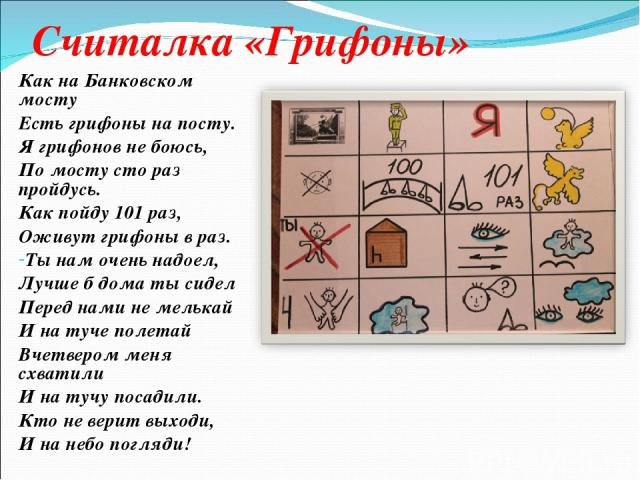 Считалка «Грифоны»
Как на Банковском
мосту
Есть грифоны на посту.
Я грифонов не боюсь,
По мосту сто раз
пройдусь.
Как пойду 101 раз,
Оживут грифоны в раз.
-Ты нам очень надоел,
Лучше б дома ты сидел
Перед нами не мелькай
И на туче полетай
Вчетвером меня
схватили
И на тучу посадили.
Кто не верит выходи,
И на небо погляди!
Я
100
101
РАЗ
ТЫ
h
4
?